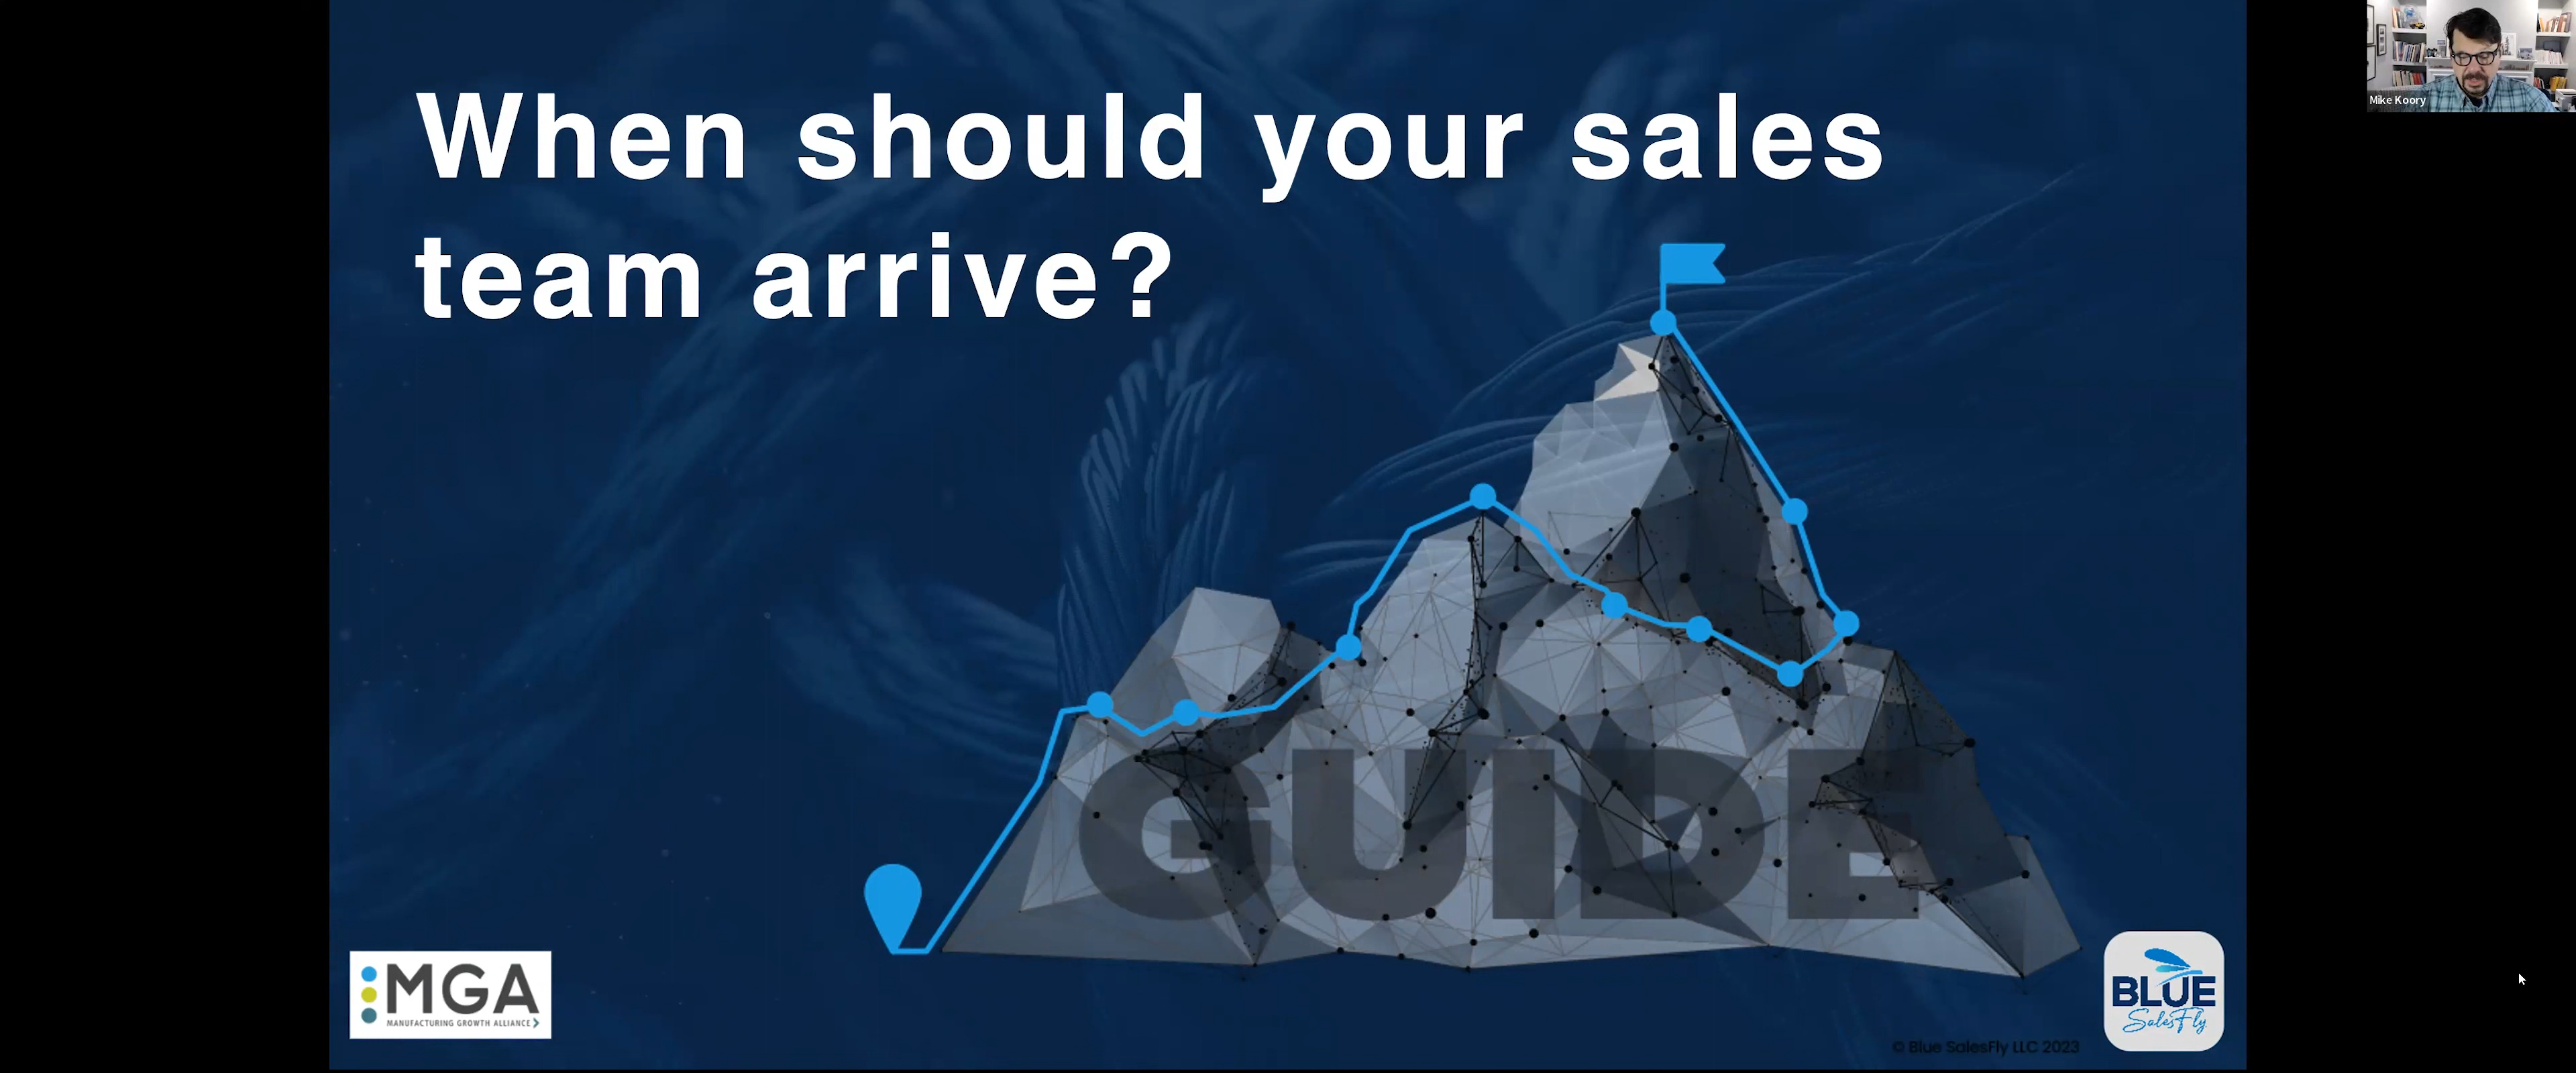 When should your sales
team arrive?
Mike Koory
GUIDE
MGA
MANUFACTURING GROWTH ALLIANCE
BLUE
SalesFly
© Blue SalesFly LLC 2023